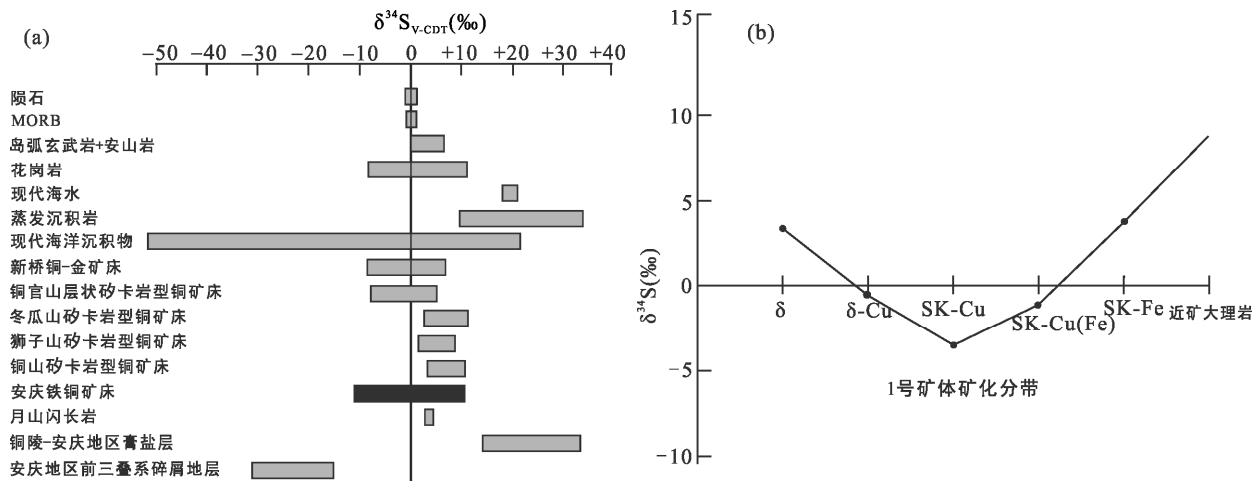 (a)
δ³⁴S V-CDT(‰)
−50 −40 −30 −20 −10 0 +10 +20 +30 +40
陨石
MORB
岛弧玄武岩+安山岩
花岗岩
现代海水
蒸发沉积岩
现代海洋沉积物
新桥铜-金矿床
铜官山层状矽卡岩型铜矿床
冬瓜山矽卡岩型铜矿床
狮子山矽卡岩型铜矿床
铜山矽卡岩型铜矿床
安庆铁铜矿床
月山闪长岩
铜陵-安庆地区膏盐层
安庆地区前三叠系碎屑地层
(b)
δ³⁴S(‰)
15
10
5
0
−5
−10
δ δ-Cu SK-Cu SK-Cu(Fe) SK-Fe 近矿大理岩
1号矿体矿化分带